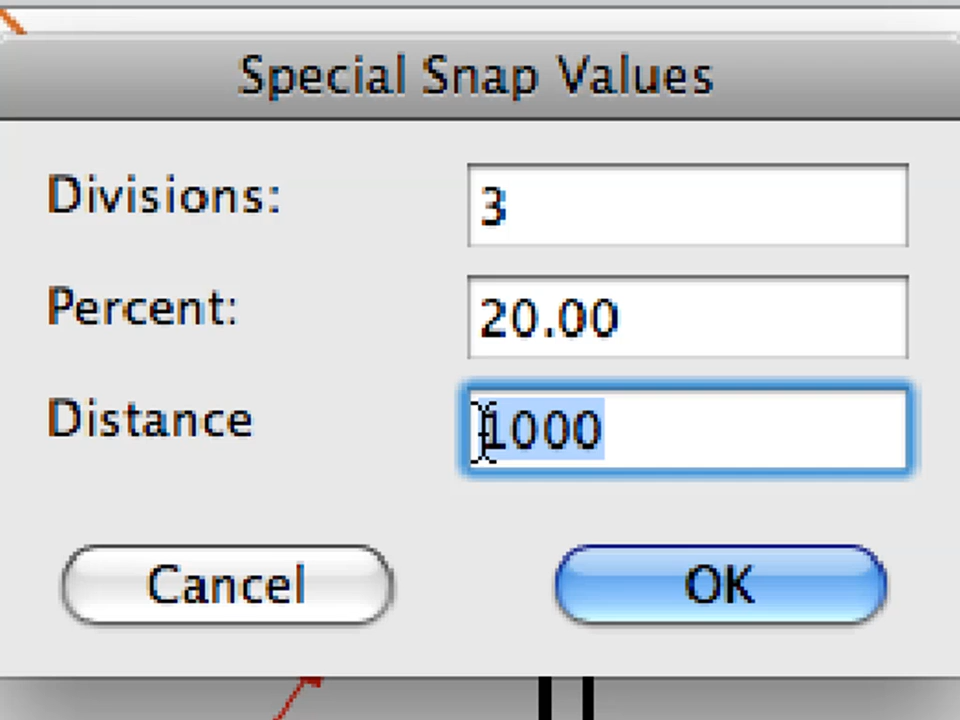 Special Snap Values
Divisions: 3
Percent: 20.00
Distance 1000
Cancel OK